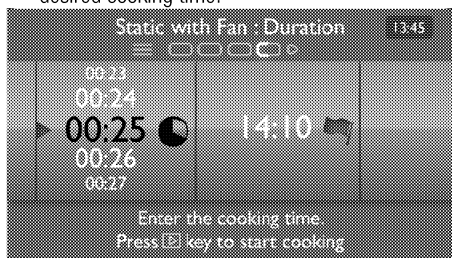 desired cooking time.
Static with Fan : Duration 13:45
00:23
00:24
00:25 14:10
00:26
00:27
Enter the cooking time
Press key to start cooking